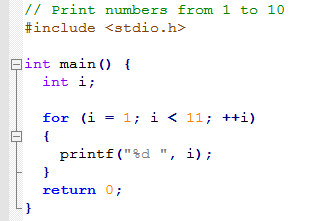 // Print numbers from 1 to 10
#include <stdio.h>
int main() {
int i;
for (i = 1; i < 11; ++i)
{
printf("%d ", i);
}
return 0;
}